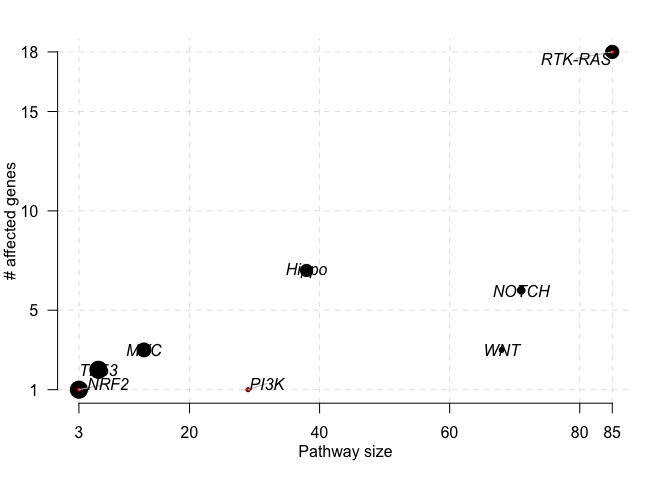 18
RTK-RAS
15
# affected genes
10
Hippo
NOTCH
5
MYC
WNT
TP53
NRF2
PI3K
1
3
20
40
60
80
85
Pathway size